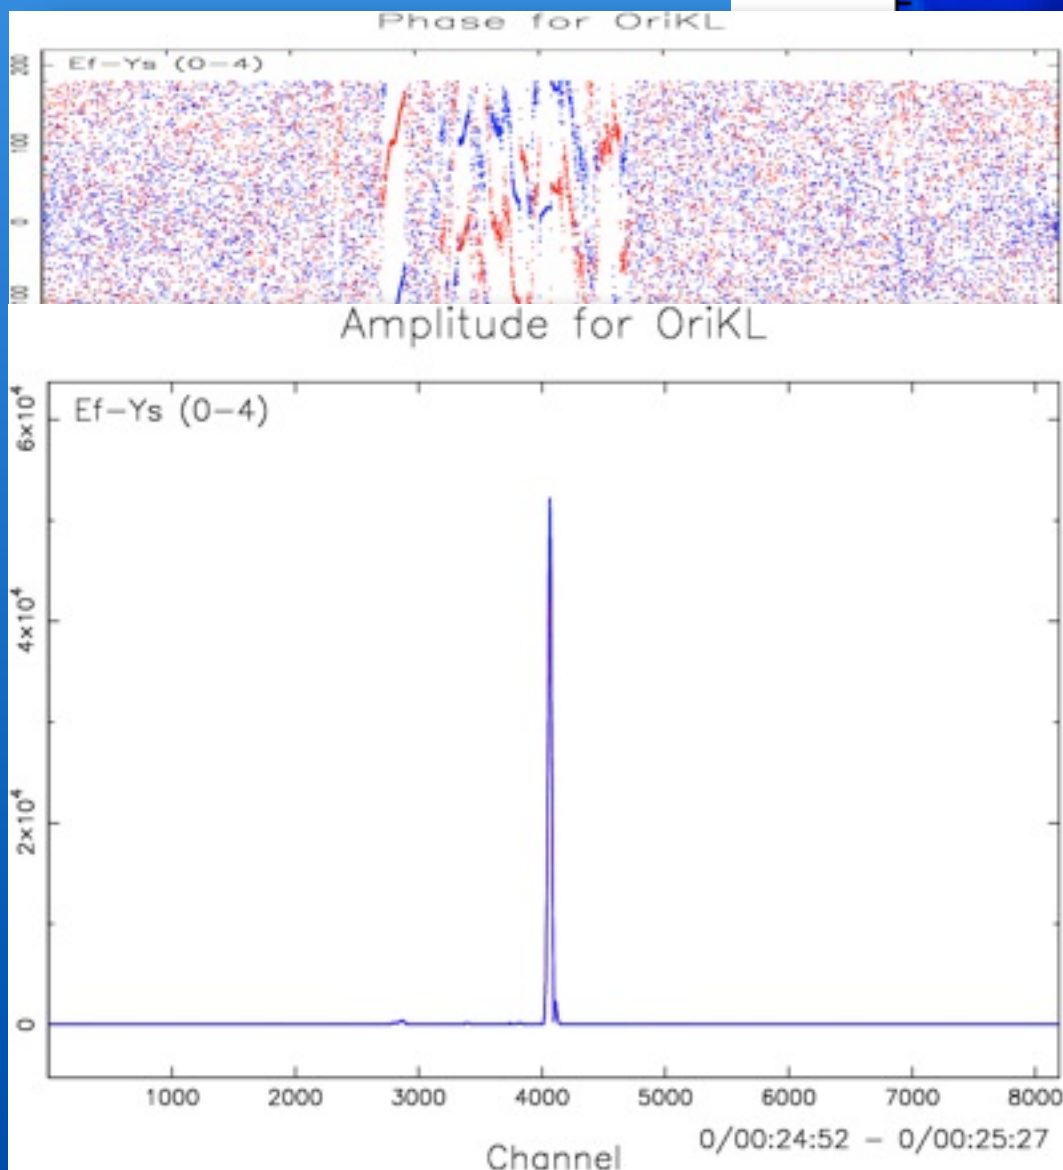 Phase for OriKL
Ef-Ys (0-4)
200
100
0
100
Amplitude for OriKL
Ef-Ys (0-4)
6×10⁴
4×10⁴
2×10⁴
0
1000 2000 3000 4000 5000 6000 7000 8000
0/00:24:52 - 0/00:25:27
Channel